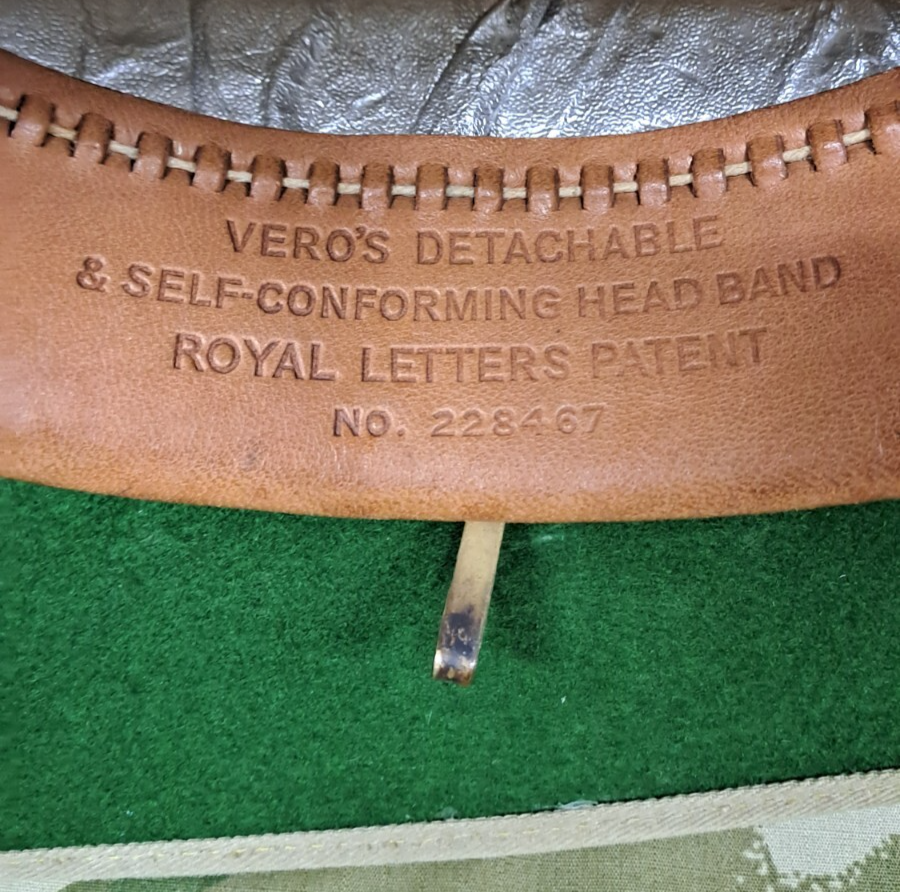 VERO'S DETACHABLE
& SELF-CONFORMING HEAD BAND
ROYAL LETTERS PATENT
NO. 228467